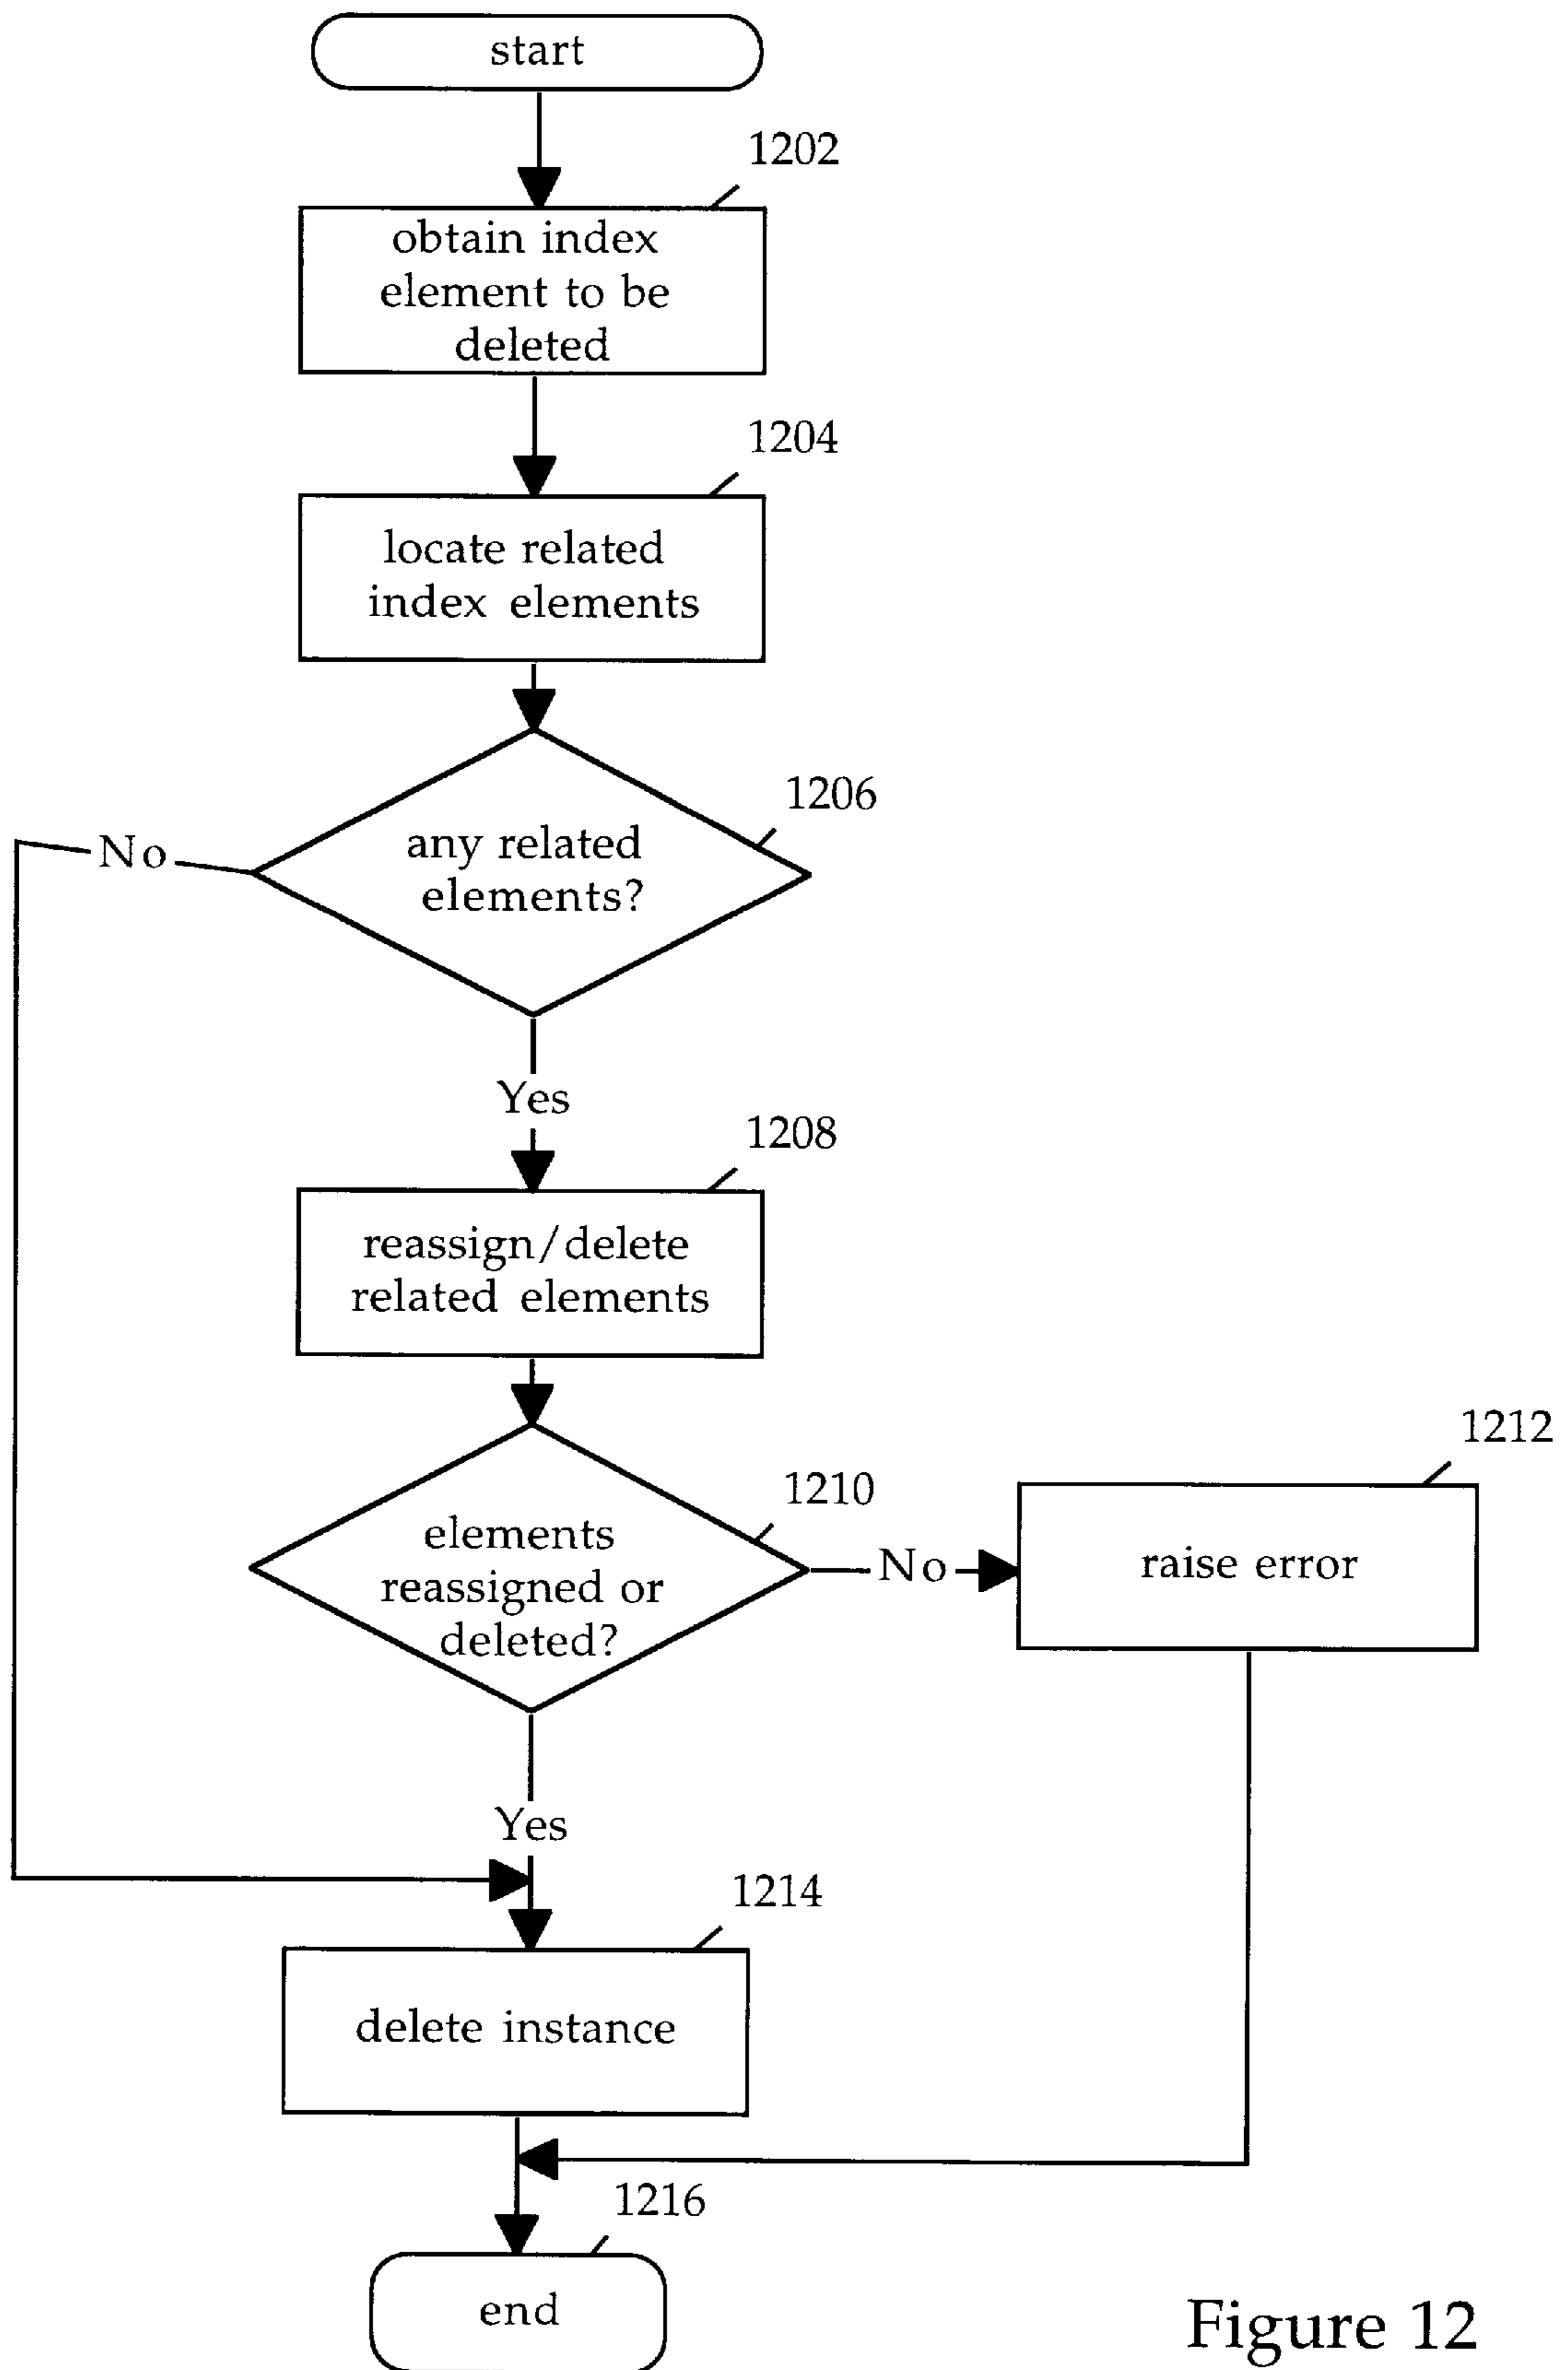 start
1202
obtain index
element to be
deleted
1204
locate related
index elements
1206
any related
elements?
No
Yes
1208
reassign/delete
related elements
1210
elements
reassigned or
deleted?
No
1212
raise error
Yes
1214
delete instance
1216
end
Figure 12